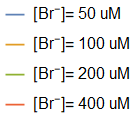 [Br⁻]= 50 uM
[Br⁻]= 100 uM
[Br⁻]= 200 uM
[Br⁻]= 400 uM